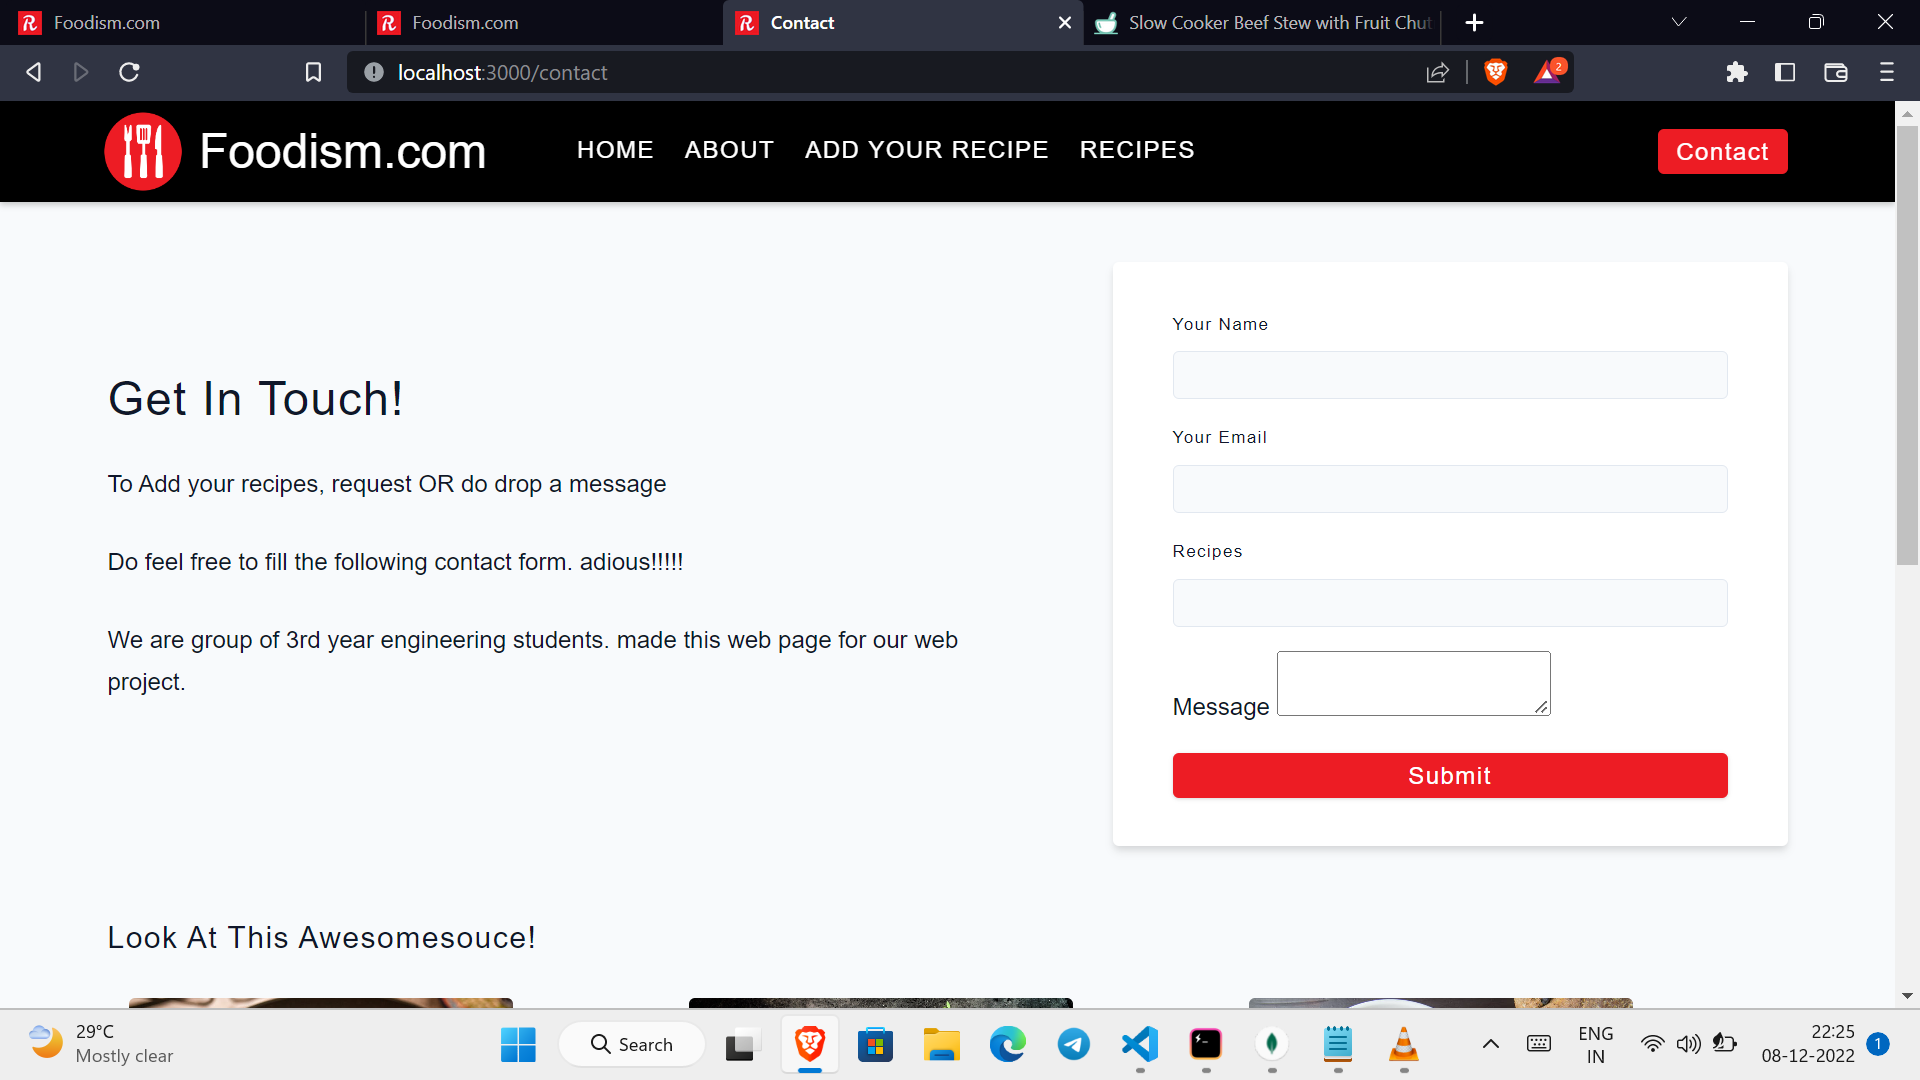 Foodism.com
Foodism.com
Contact
Slow Cooker Beef Stew with Fruit Chut
localhost:3000/contact
2
Foodism.com
HOME ABOUT ADD YOUR RECIPE RECIPES
Contact
Get In Touch!
To Add your recipes, request OR do drop a message
Do feel free to fill the following contact form. adious!!!!!
We are group of 3rd year engineering students. made this web page for our web
project.
Your Name
Your Email
Recipes
Message
Submit
Look At This Awesomesouce!
29°C
Mostly clear
Search
ENG
IN
22:25
08-12-2022
1